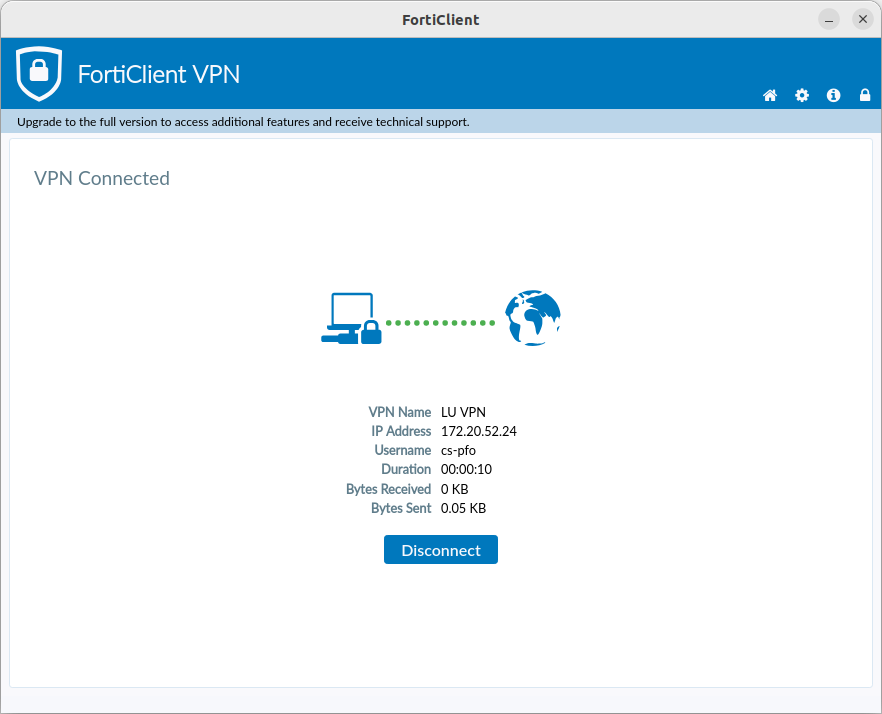 FortiClient
FortiClient VPN
Upgrade to the full version to access additional features and receive technical support.
VPN Connected
VPN Name LU VPN
IP Address 172.20.52.24
Username cs-pfo
Duration 00:00:10
Bytes Received 0 KB
Bytes Sent 0.05 KB
Disconnect